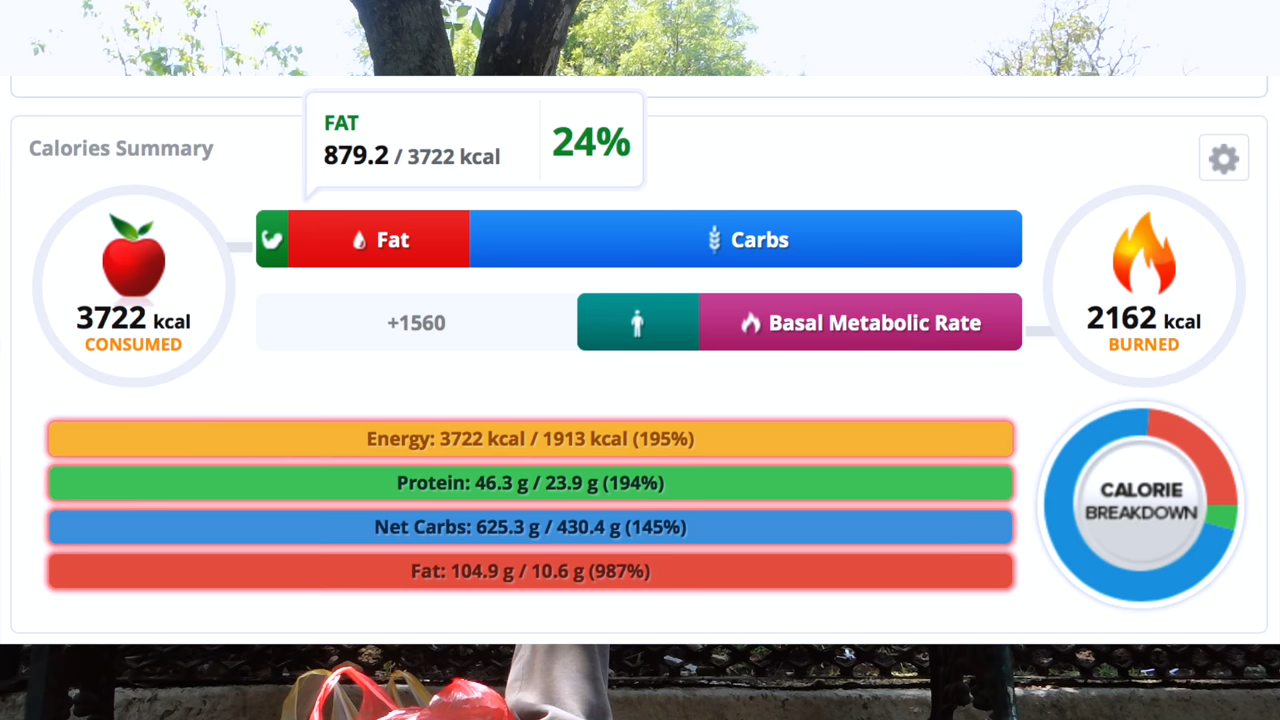 FAT
879.2 / 3722 kcal
24%
Calories Summary
Fat
Carbs
3722 kcal
CONSUMED
+1560
Basal Metabolic Rate
2162 kcal
BURNED
Energy: 3722 kcal / 1913 kcal (195%)
Protein: 46.3 g / 23.9 g (194%)
Net Carbs: 625.3 g / 430.4 g (145%)
Fat: 104.9 g / 10.6 g (987%)
CALORIE
BREAKDOWN